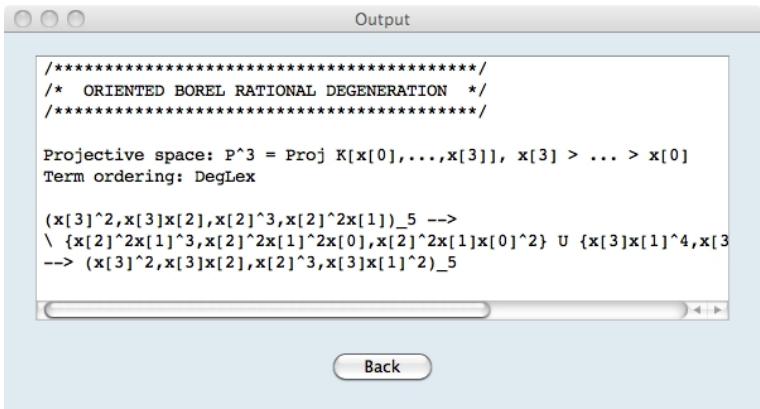 Output
/******************************************/
/*  ORIENTED BOREL RATIONAL DEGENERATION  */
/******************************************/
Projective space: P^3 = Proj K[x[0],...,x[3]], x[3] > ... > x[0]
Term ordering: DegLex
(x[3]^2,x[3]x[2],x[2]^3,x[2]^2x[1])_5 -->
\ {x[2]^2x[1]^3,x[2]^2x[1]^2x[0],x[2]^2x[1]x[0]^2} U {x[3]x[1]^4,x[3
--> (x[3]^2,x[3]x[2],x[2]^3,x[3]x[1]^2)_5
Back